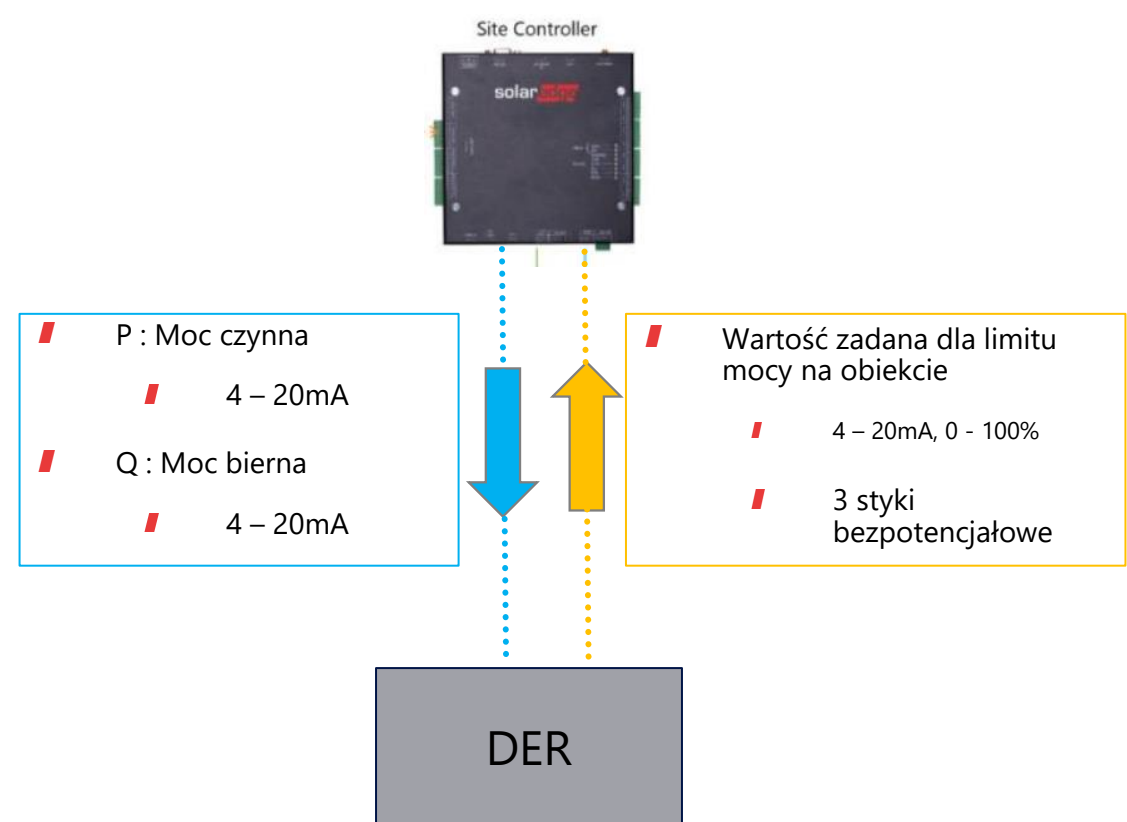 Site Controller
solaredge
P : Moc czynna
4 – 20mA
Q : Moc bierna
4 – 20mA
Wartość zadana dla limitu
mocy na obiekcie
4 – 20mA, 0 - 100%
3 styki
bezpotencjałowe
DER